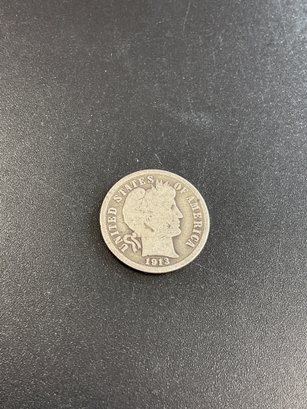 UNITED STATES OF AMERICA
1913